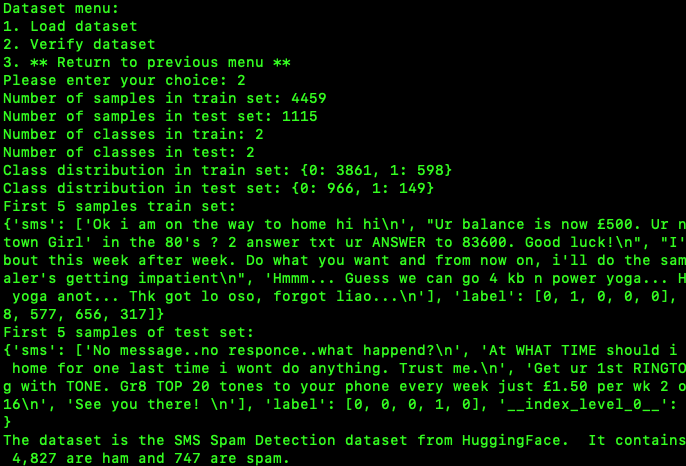 Dataset menu:
1. Load dataset
2. Verify dataset
3. ** Return to previous menu **
Please enter your choice: 2
Number of samples in train set: 4459
Number of samples in test set: 1115
Number of classes in train: 2
Number of classes in test: 2
Class distribution in train set: {0: 3861, 1: 598}
Class distribution in test set: {0: 966, 1: 149}
First 5 samples train set:
{'sms': ['Ok i am on the way to home hi hi\n', "Ur balance is now £500. Ur n
town Girl' in the 80's ? 2 answer txt ur ANSWER to 83600. Good luck!\n", "I'
bout this week after week. Do what you want and from now on, i'll do the sam
aler's getting impatient\n", 'Hmmm... Guess we can go 4 kb n power yoga... H
 yoga anot... Thk got lo oso, forgot liao...\n'], 'label': [0, 1, 0, 0, 0],
8, 577, 656, 317]}
First 5 samples of test set:
{'sms': ['No message..no responce..what happend?\n', 'At WHAT TIME should i
 home for one last time i wont do anything. Trust me.\n', 'Get ur 1st RINGTO
g with TONE. Gr8 TOP 20 tones to your phone every week just £1.50 per wk 2 o
16\n', 'See you there! \n'], 'label': [0, 0, 0, 1, 0], '__index_level_0__':
}
The dataset is the SMS Spam Detection dataset from HuggingFace.  It contains
 4,827 are ham and 747 are spam.